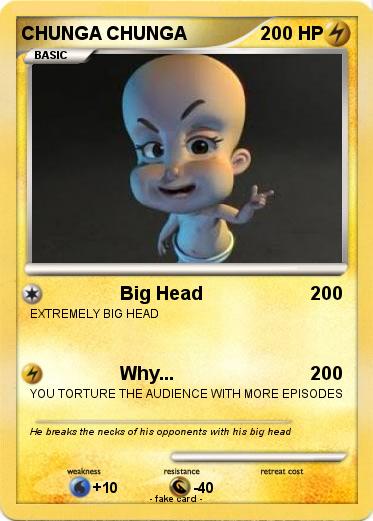 CHUNGA CHUNGA 200 HP
BASIC
Big Head 200
EXTREMELY BIG HEAD
Why... 200
YOU TORTURE THE AUDIENCE WITH MORE EPISODES
He breaks the necks of his opponents with his big head
weakness resistance retreat cost
+10 -40
- fake card -